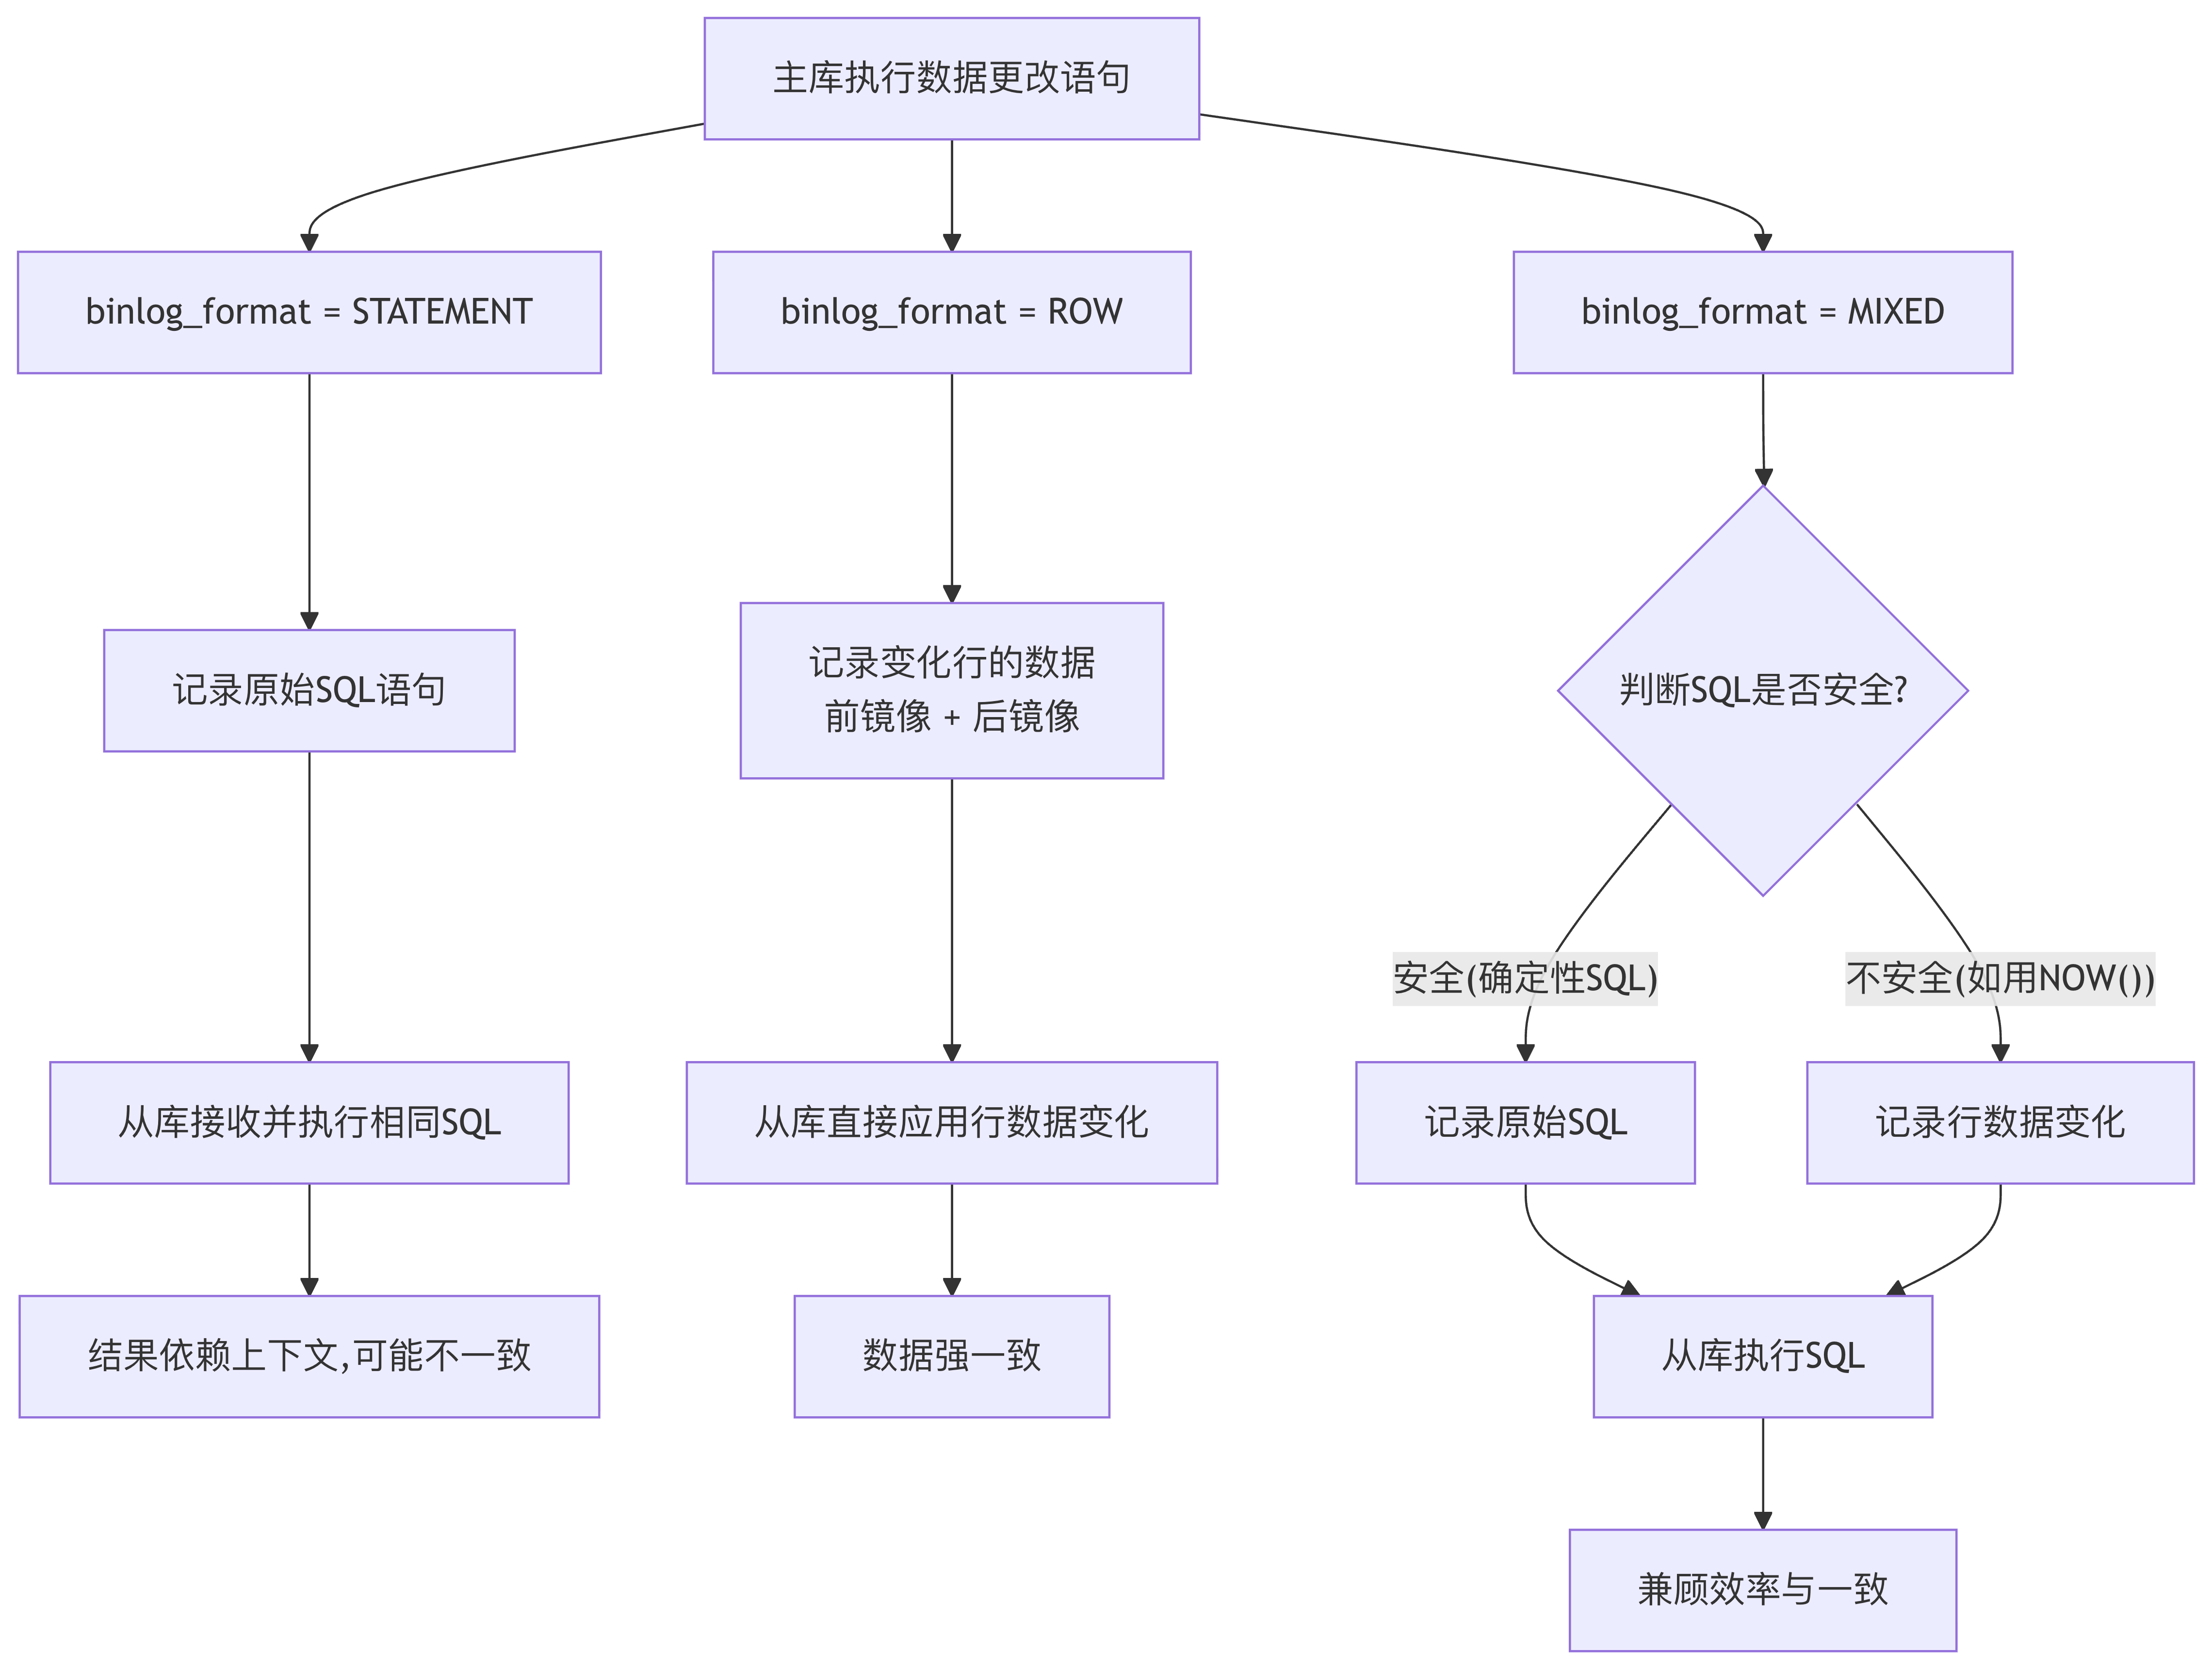 主库执行数据更改语句
binlog_format = STATEMENT
binlog_format = ROW
binlog_format = MIXED
记录原始SQL语句
记录变化行的数据
前镜像 + 后镜像
判断SQL是否安全?
安全(确定性SQL)
不安全(如用NOW())
从库接收并执行相同SQL
从库直接应用行数据变化
记录原始SQL
记录行数据变化
结果依赖上下文,可能不一致
数据强一致
从库执行SQL
兼顾效率与一致